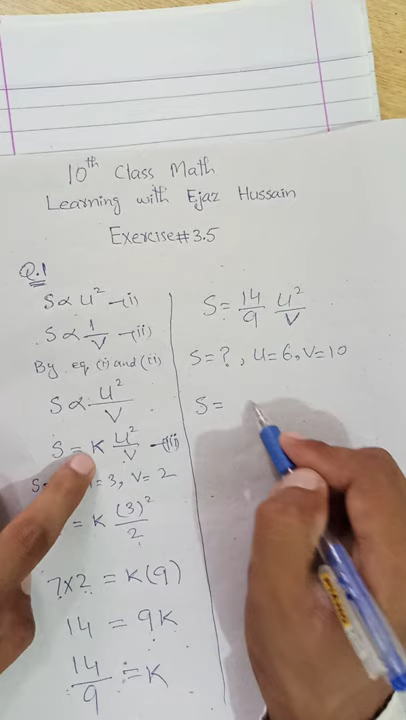 10th Class Math
Learning with Ejaz Hussain
Exercise#3.5
Q.1
S∝u² —(i)
S∝1/V —(ii)
By eq (i) and (ii)
S∝u²/V
S=K u²/V —(iii)
S =3, V=2
= K (3)²/2
7×2 = K(9)
14 = 9K
14/9 = K
S= 14/9 u²/V
S=?, u=6, V=10
S=